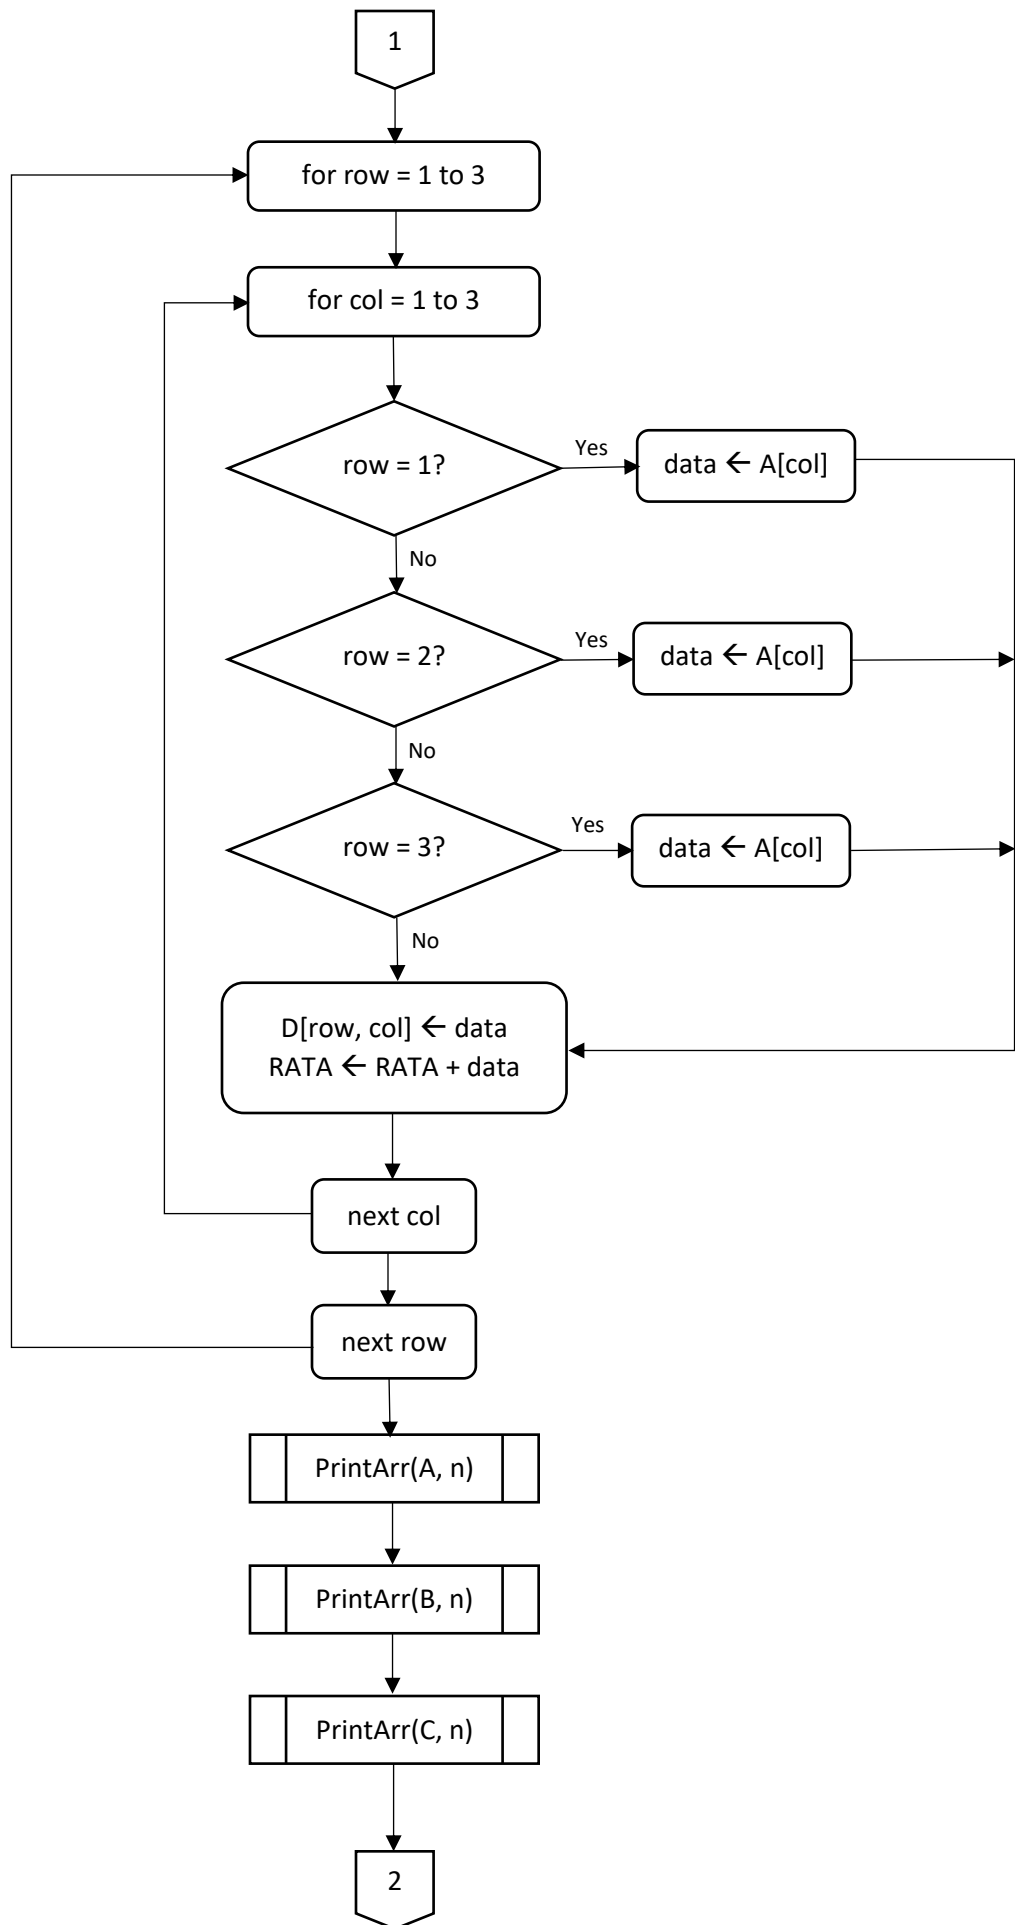 1
for row = 1 to 3
for col = 1 to 3
row = 1?
Yes
data ← A[col]
No
row = 2?
Yes
data ← A[col]
No
row = 3?
Yes
data ← A[col]
No
D[row, col] ← data
RATA ← RATA + data
next col
next row
PrintArr(A, n)
PrintArr(B, n)
PrintArr(C, n)
2